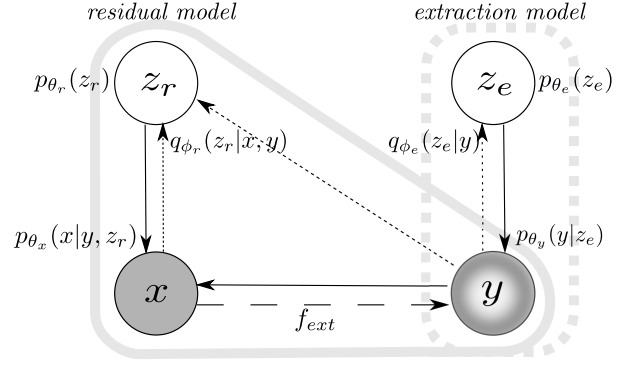 residual model
extraction model
p_{θ_r}(z_r)
z_r
z_e
p_{θ_e}(z_e)
q_{ϕ_r}(z_r|x, y)
q_{ϕ_e}(z_e|y)
p_{θ_x}(x|y, z_r)
p_{θ_y}(y|z_e)
x
y
f_{ext}